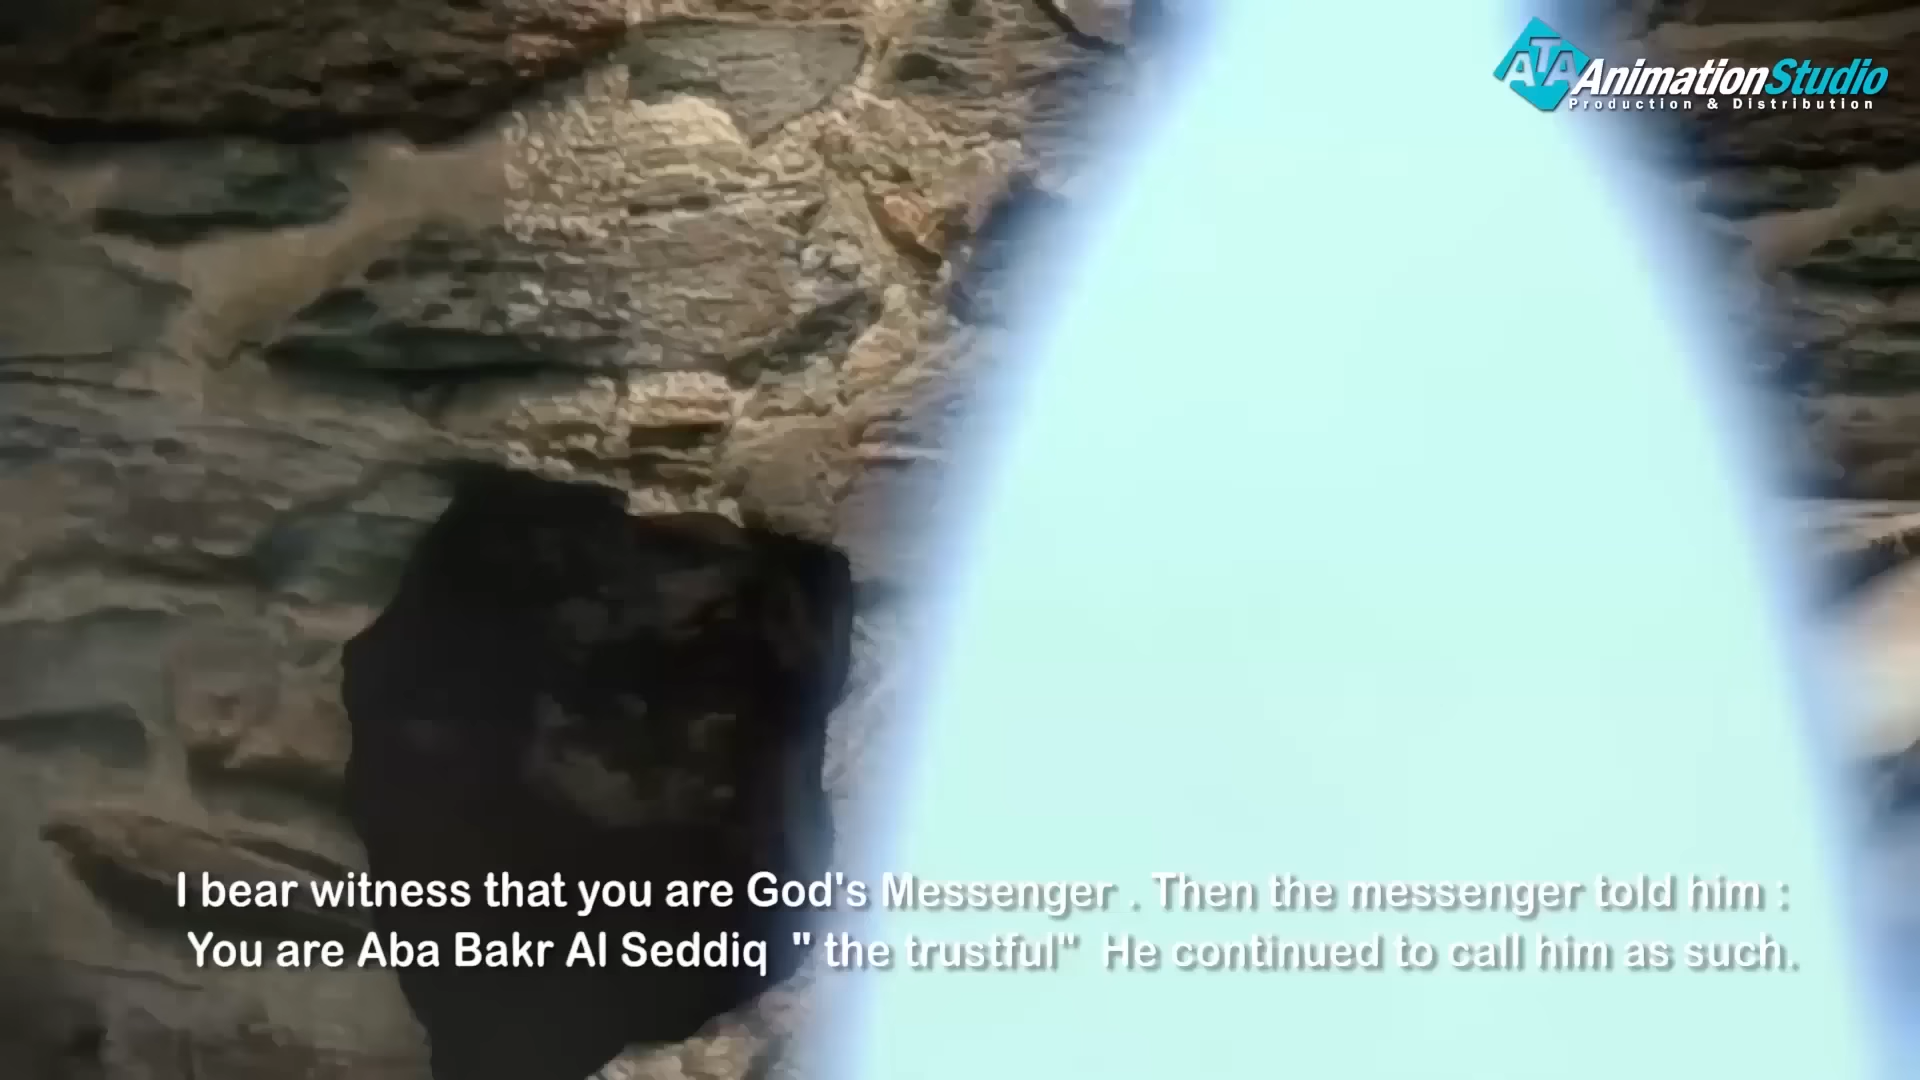 ATA AnimationStudio
Production & Distribution
I bear witness that you are God's Messenger . Then the messenger told him :
You are Aba Bakr Al Seddiq " the trustful" He continued to call him as such.